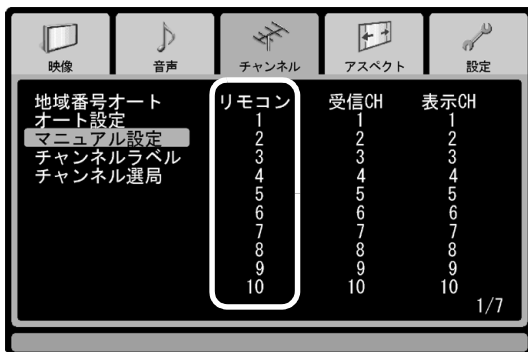 映像 音声 チャンネル アスペクト 設定
地域番号オート
オート設定
マニュアル設定
チャンネルラベル
チャンネル選局
リモコン 受信CH 表示CH
1 1 1
2 2 2
3 3 3
4 4 4
5 5 5
6 6 6
7 7 7
8 8 8
9 9 9
10 10 10
1/7